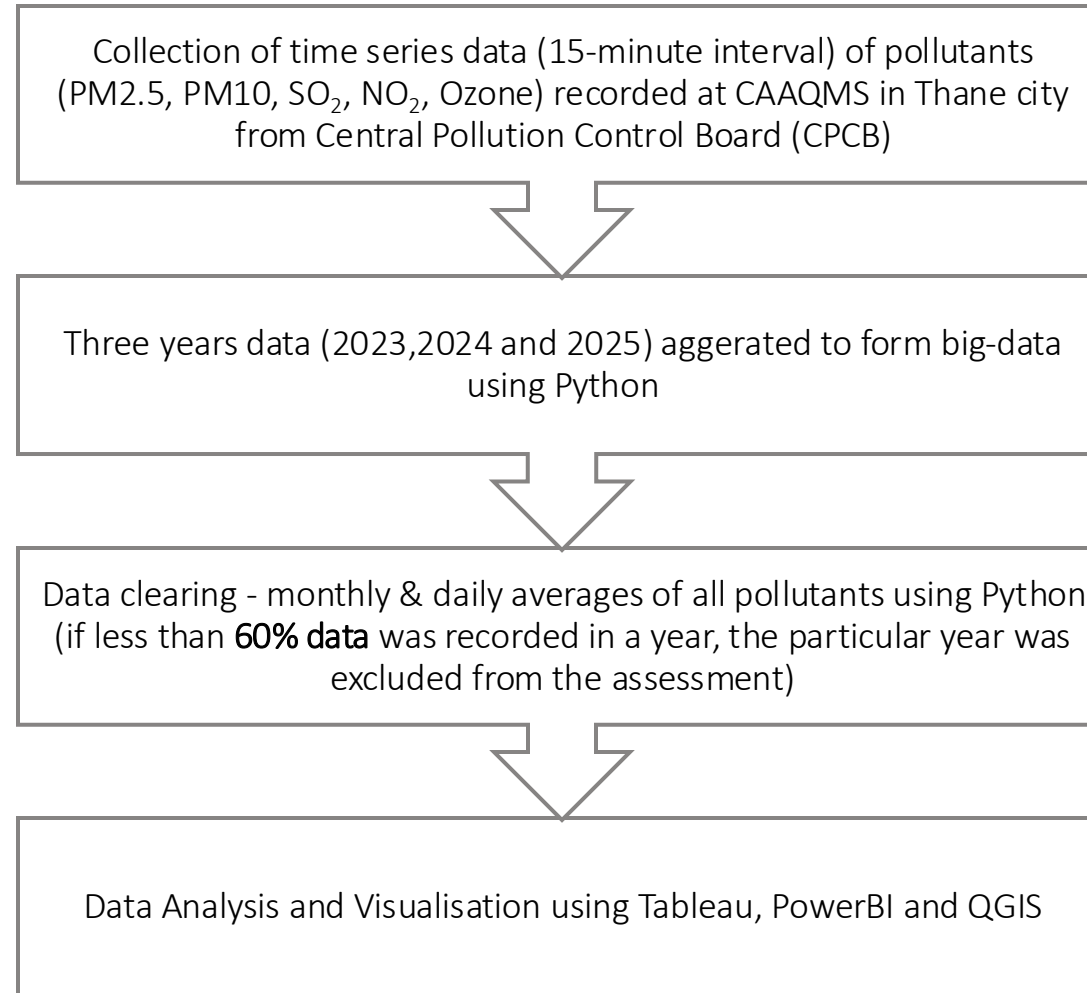 Collection of time series data (15-minute interval) of pollutants
(PM2.5, PM10, SO₂, NO₂, Ozone) recorded at CAAQMS in Thane city
from Central Pollution Control Board (CPCB)
Three years data (2023,2024 and 2025) aggerated to form big-data
using Python
Data clearing - monthly & daily averages of all pollutants using Python
(if less than 60% data was recorded in a year, the particular year was
excluded from the assessment)
Data Analysis and Visualisation using Tableau, PowerBI and QGIS